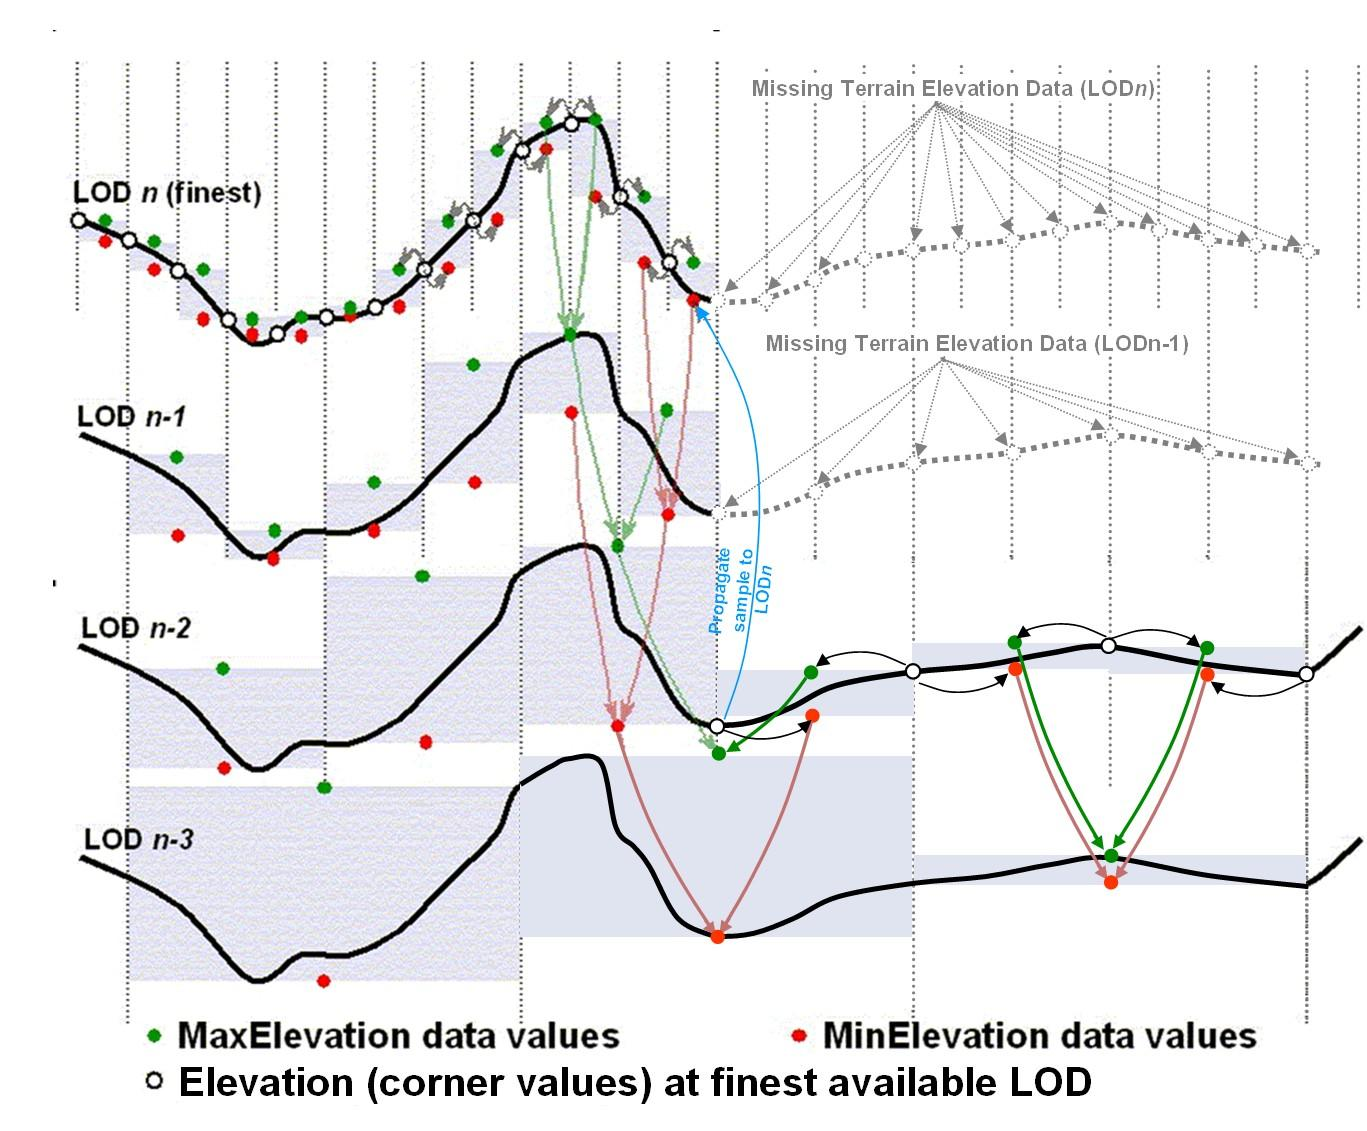 Missing Terrain Elevation Data (LODn)
LOD n (finest)
Missing Terrain Elevation Data (LODn-1)
LOD n-1
Propagate
sample to
LODn
LOD n-2
LOD n-3
MaxElevation data values
MinElevation data values
Elevation (corner values) at finest available LOD